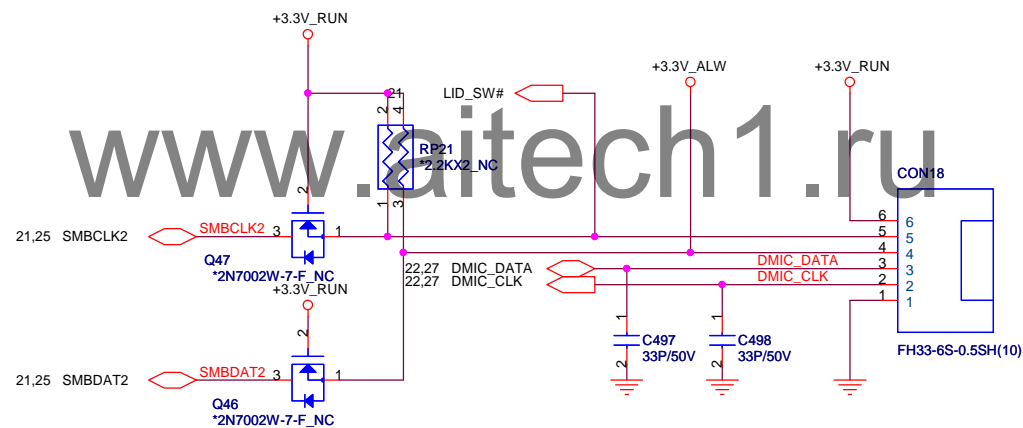 +3.3V_RUN
+3.3V_ALW
+3.3V_RUN
LID_SW#
21
2
4
RP21
*2.2KX2_NC
www.aitech1.ru
CON18
2
1
3
6
6
21,25 SMBCLK2
SMBCLK2
3
1
5
5
4
4
Q47
*2N7002W-7-F_NC
22,27 DMIC_DATA
DMIC_DATA
3
3
22,27 DMIC_CLK
DMIC_CLK
2
2
+3.3V_RUN
1
1
2
1
1
C497
33P/50V
C498
33P/50V
FH33-6S-0.5SH(10)
2
2
21,25 SMBDAT2
SMBDAT2
3
1
Q46
*2N7002W-7-F_NC